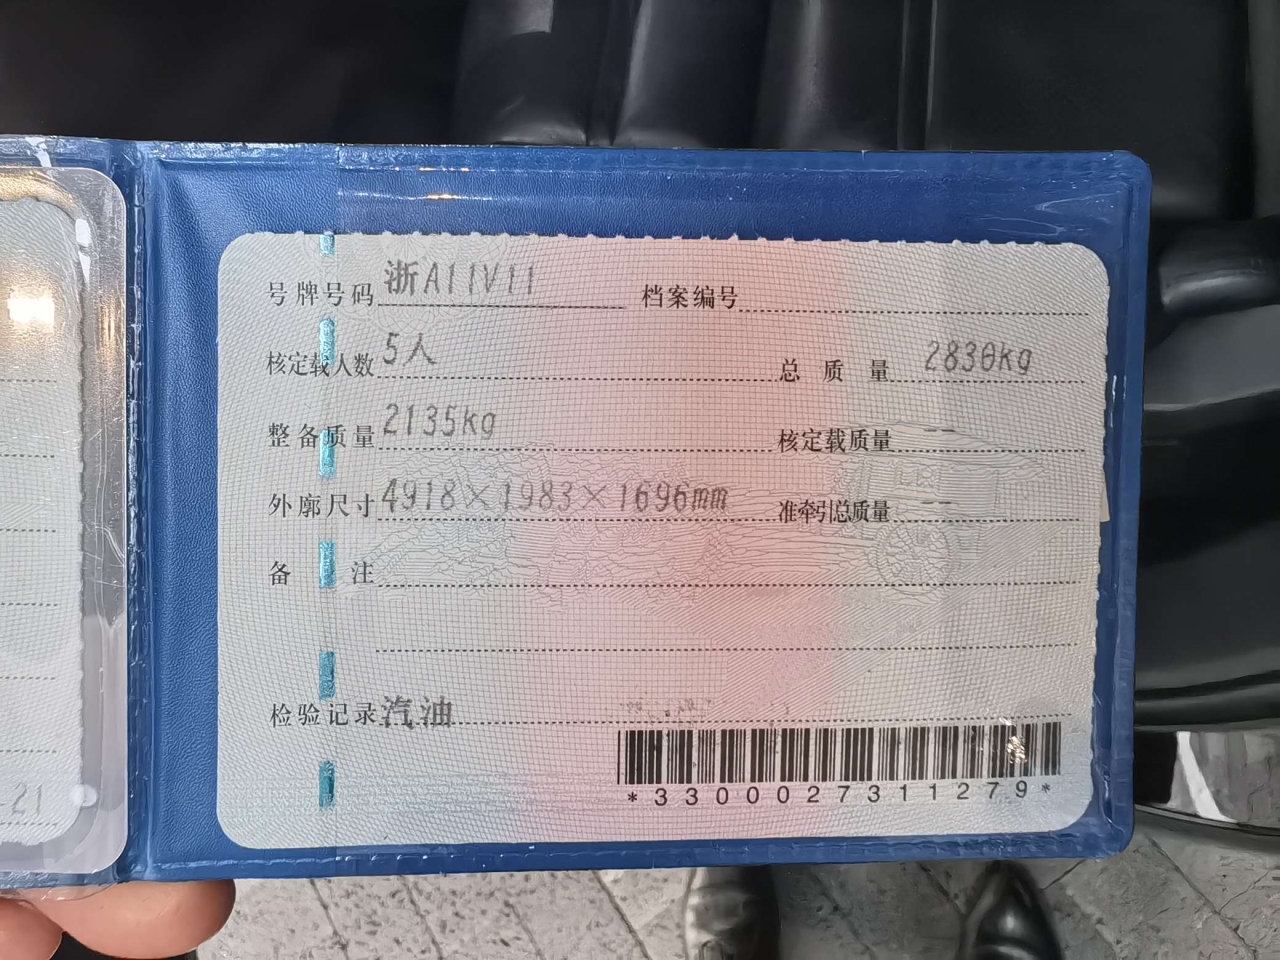 号牌号码 浙A11V11 档案编号
核定载人数 5人 总质量 2830kg
整备质量 2135kg 核定载质量 --
外廓尺寸 4918×1983×1696mm 准牵引总质量 --
备注
检验记录 汽油
*3300027311279*
-21